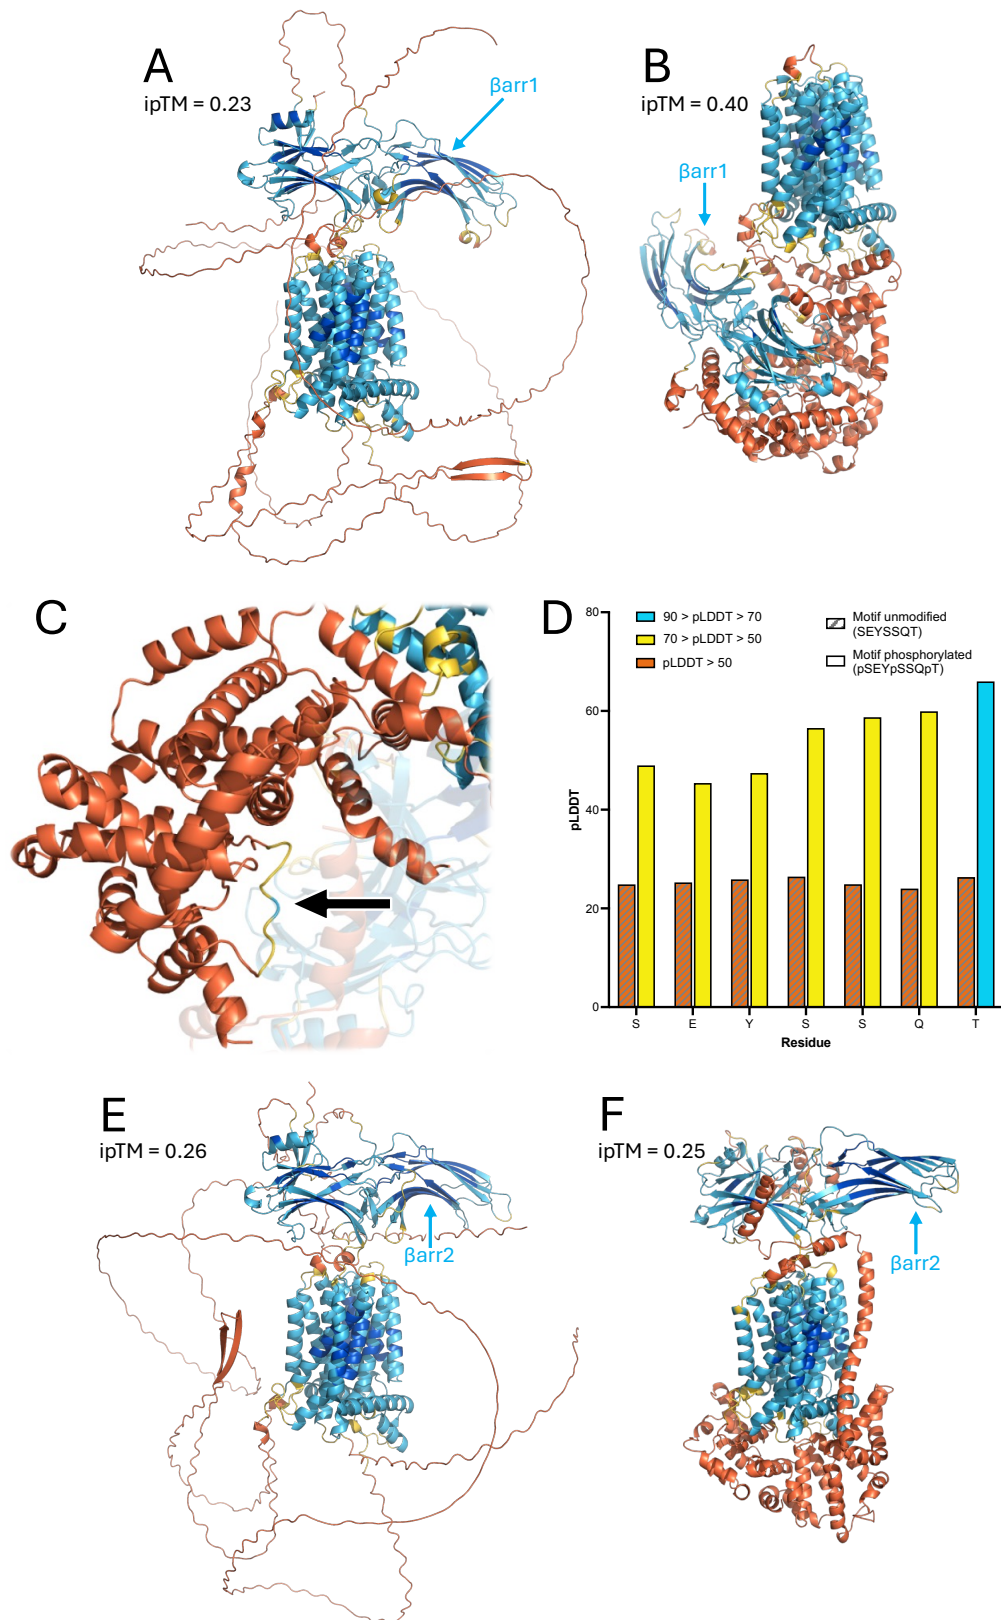 A
ipTM = 0.23
βarr1
B
ipTM = 0.40
βarr1
C
D
90 > pLDDT > 70
70 > pLDDT > 50
pLDDT > 50
Motif unmodified
(SEYSSQT)
Motif phosphorylated
(pSEYpSSQpT)
80
60
40
20
0
pLDDT
S E Y S S Q T
Residue
E
ipTM = 0.26
βarr2
F
ipTM = 0.25
βarr2